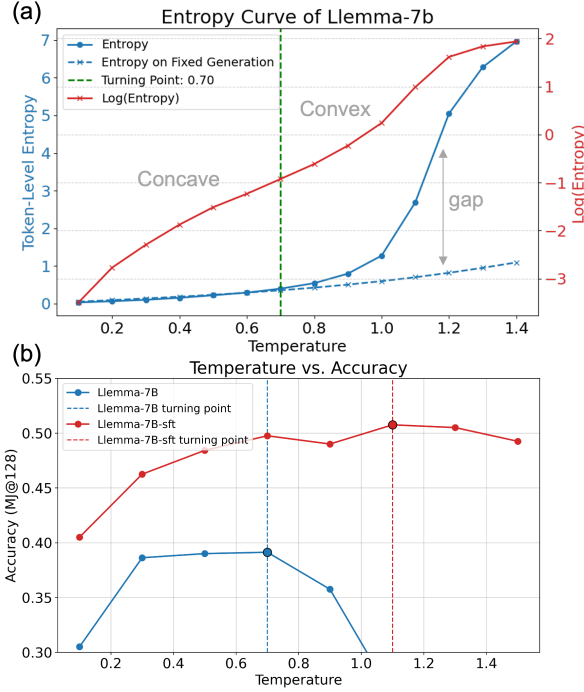 (a)
Entropy Curve of Llemma-7b
7
6
5
4
3
2
1
0
Token-Level Entropy
Entropy
Entropy on Fixed Generation
Turning Point: 0.70
Log(Entropy)
Concave
Convex
gap
2
1
0
−1
−2
−3
Log(Entropy)
0.2 0.4 0.6 0.8 1.0 1.2 1.4
Temperature
(b)
Temperature vs. Accuracy
0.55
0.50
0.45
0.40
0.35
0.30
Accuracy (MJ@128)
Llemma-7B
Llemma-7B turning point
Llemma-7B-sft
Llemma-7B-sft turning point
0.2 0.4 0.6 0.8 1.0 1.2 1.4
Temperature